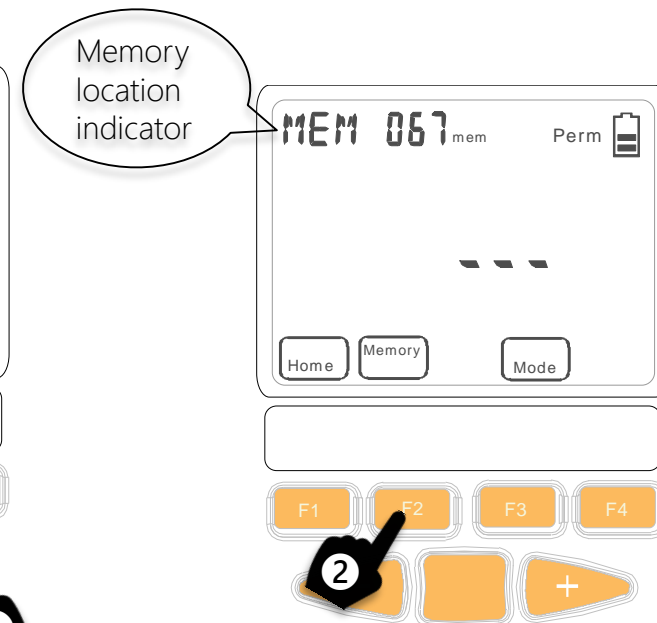 Memory
location
indicator
MEM 067 mem Perm
- - -
Home Memory Mode
F1 F2 F3 F4
2 +